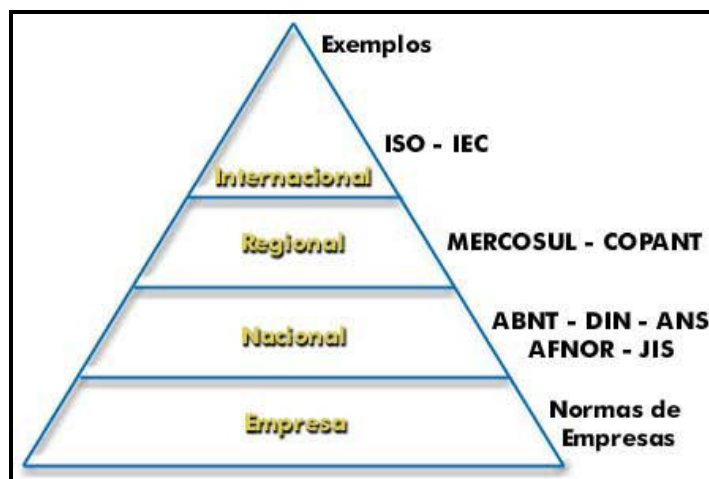 Exemplos
ISO - IEC
Internacional
Regional
MERCOSUL - COPANT
ABNT - DIN - ANS
Nacional
AFNOR - JIS
Normas de
Empresa
Empresas